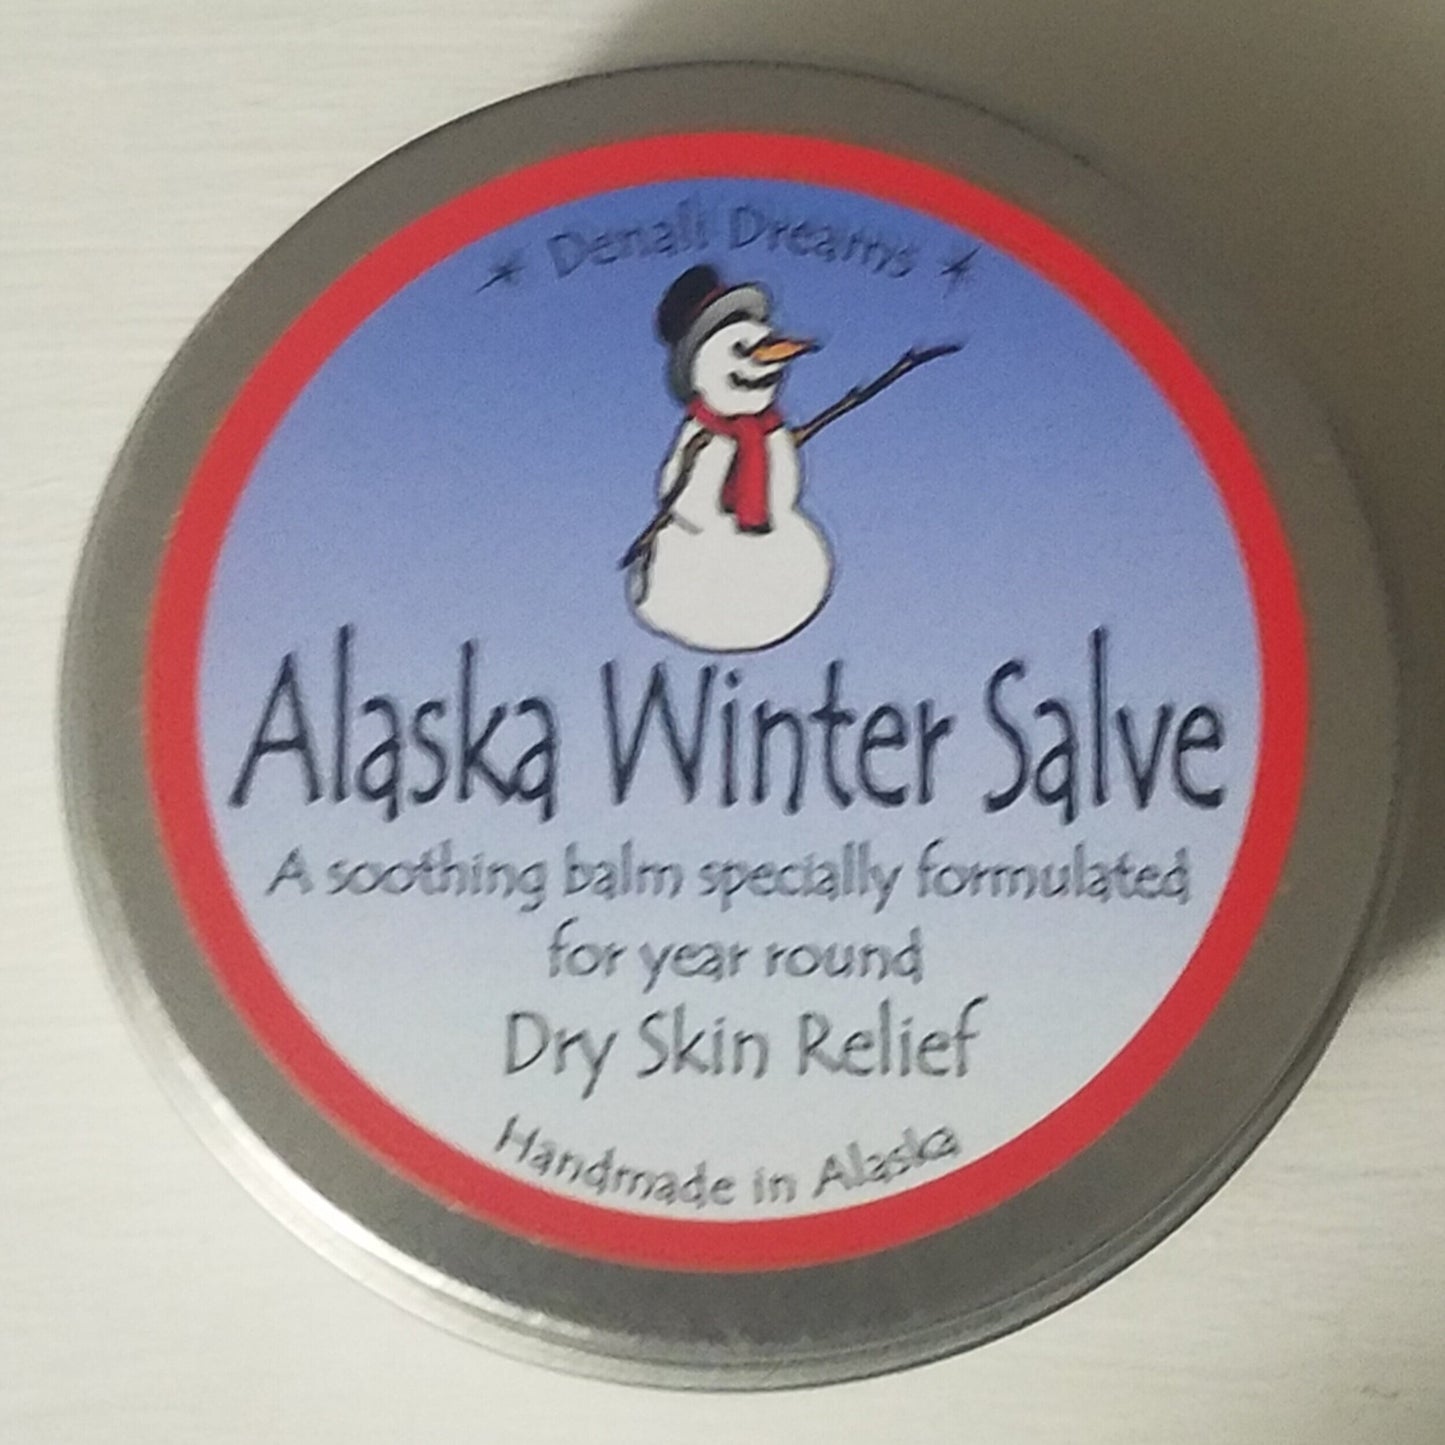 * Denali Dreams *
Alaska Winter Salve
A soothing balm specially formulated
for year round
Dry Skin Relief
Handmade in Alaska